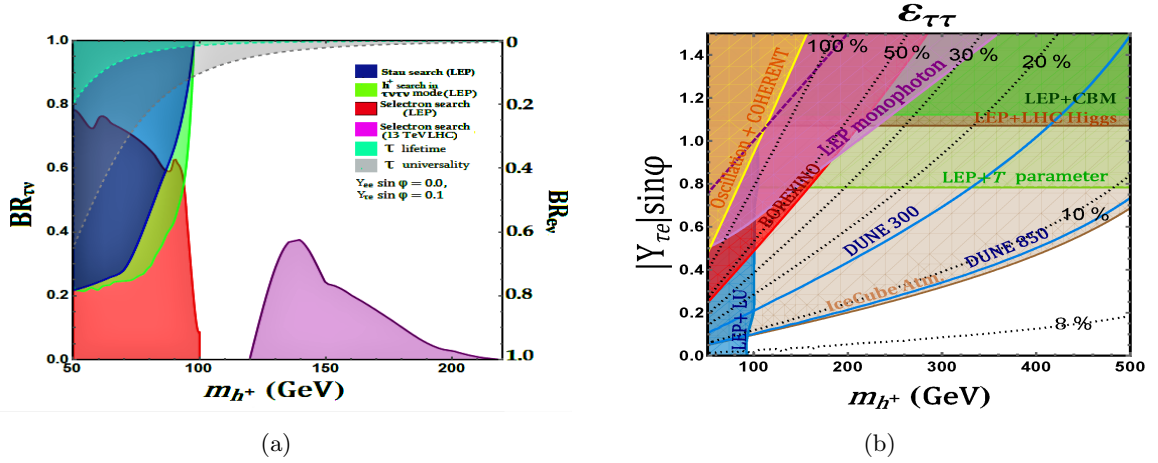 1.0
0.8
0.6
0.4
0.2
0.0
BRτν
0
0.2
0.4
0.6
0.8
1.0
BReν
Stau search (LEP)
h+ search in
τντν mode(LEP)
Selectron search
(LEP)
Selectron search
(13 TeV LHC)
τ lifetime
τ universality
Yee sin φ = 0.0,
Yτe sin φ = 0.1
50
100
150
200
mh+ (GeV)
(a)
εττ
|Yτe|sinφ
1.4
1.2
1.0
0.8
0.6
0.4
0.2
0.0
100 %
50 %
30 %
20 %
10 %
8 %
Oscillation + COHERENT
LEP monophoton
BOREXINO
LEP+CBM
LEP+LHC Higgs
LEP+T parameter
DUNE 300
DUNE 850
IceCube Atm.
LEP+ LU
100
200
300
400
500
mh+ (GeV)
(b)